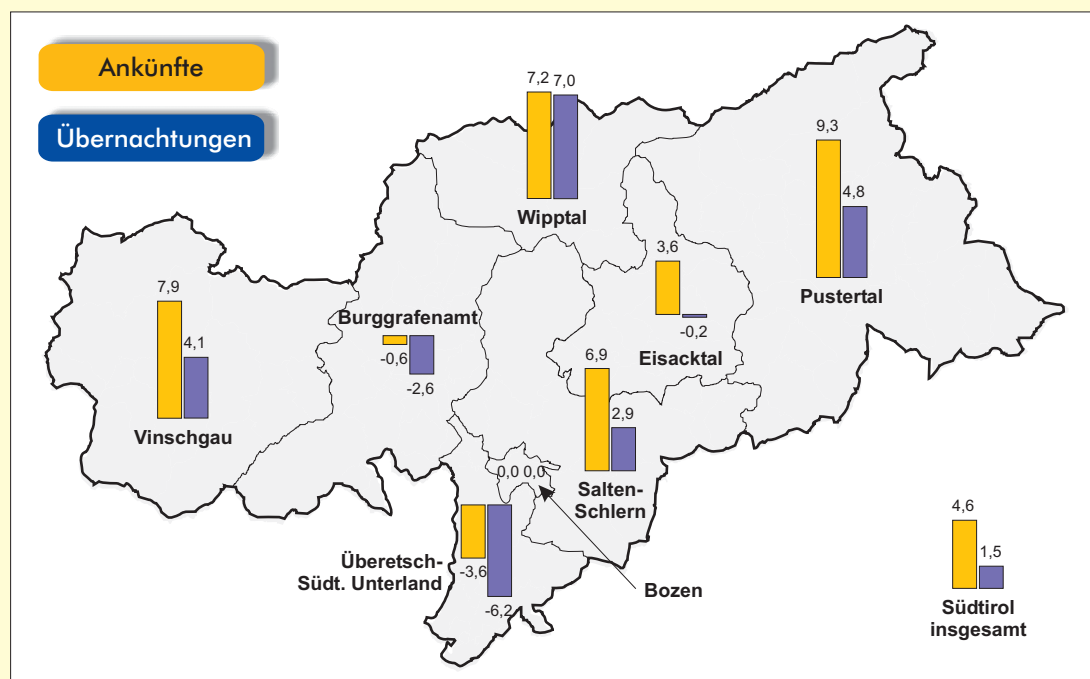 Ankünfte
Übernachtungen
7,2 7,0
Wipptal
9,3
4,8
Pustertal
3,6
-0,2
Eisacktal
7,9
4,1
Vinschgau
Burggrafenamt
-0,6
-2,6
6,9
2,9
Salten-
Schlern
0,0 0,0
Bozen
Überetsch-
Südt. Unterland
-3,6
-6,2
4,6
1,5
Südtirol
insgesamt